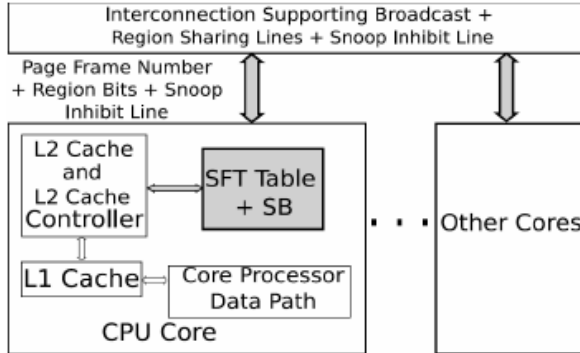 Interconnection Supporting Broadcast +
Region Sharing Lines + Snoop Inhibit Line
Page Frame Number
+ Region Bits + Snoop
Inhibit Line
L2 Cache
and
L2 Cache
Controller
SFT Table
+ SB
L1 Cache
Core Processor
Data Path
CPU Core
Other Cores